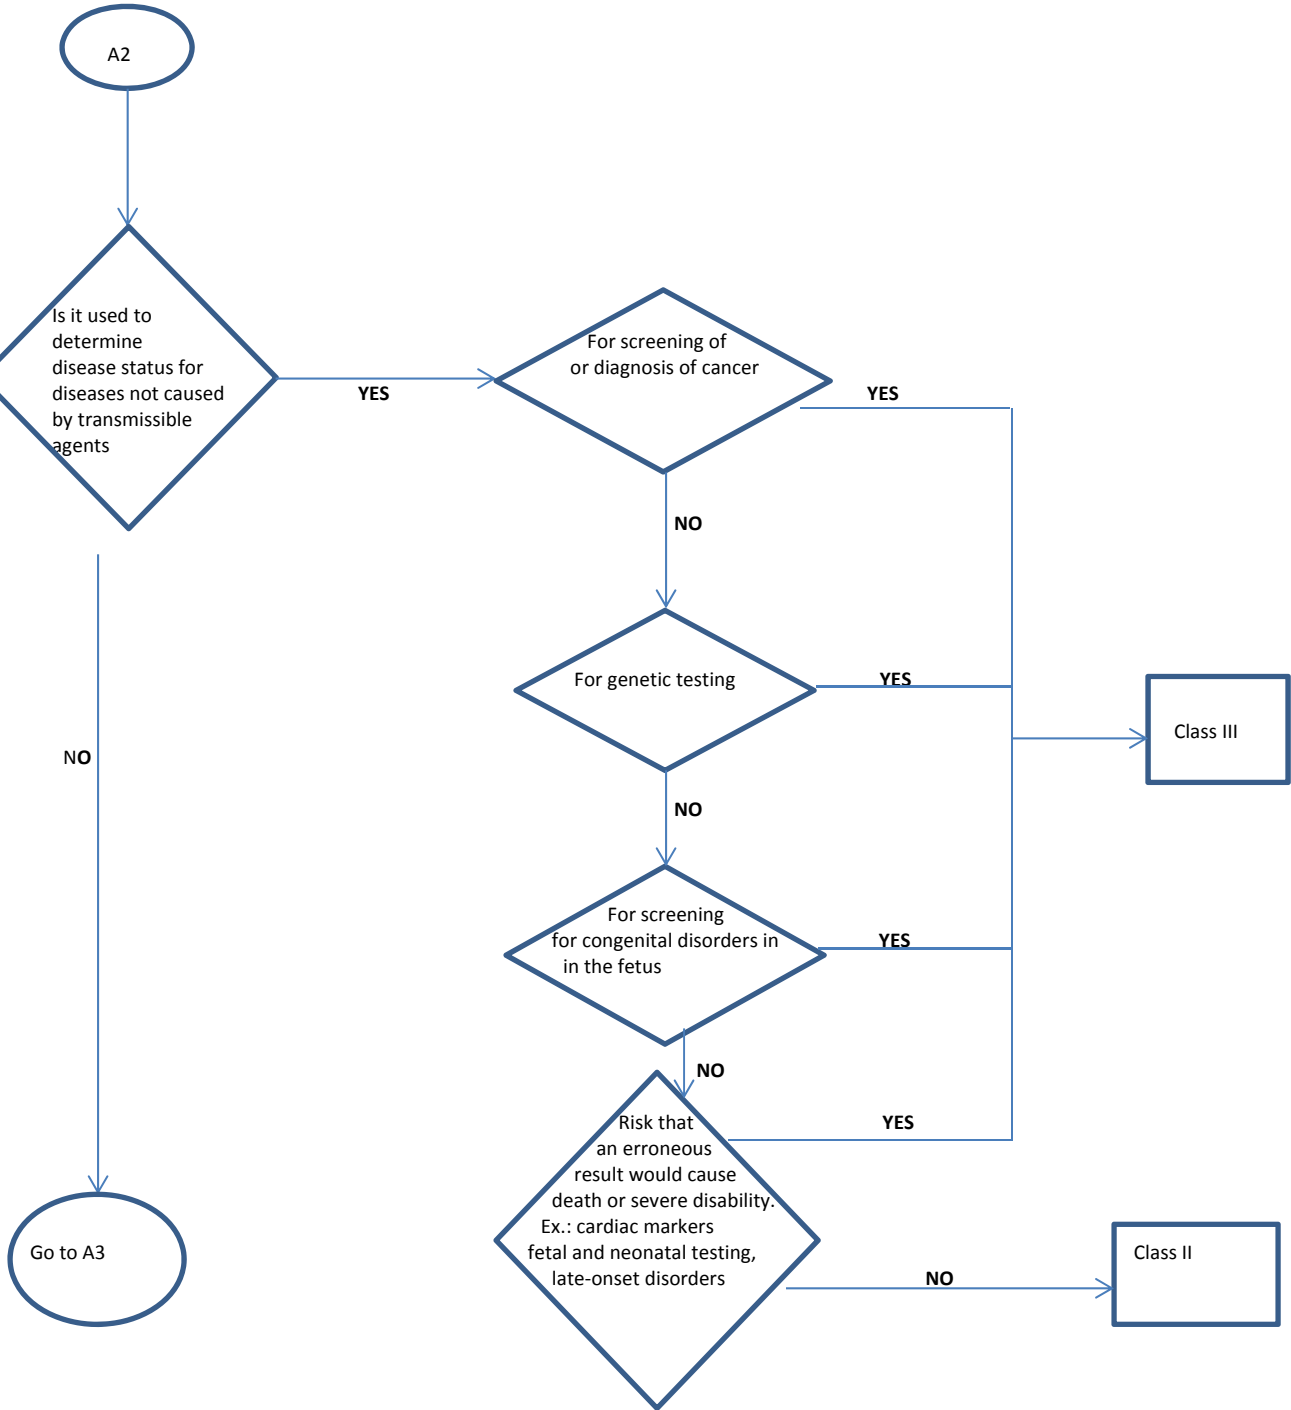 A2
Is it used to
determine
disease status for
diseases not caused
by transmissible
agents
YES
For screening of
or diagnosis of cancer
YES
NO
For genetic testing
YES
Class III
NO
NO
For screening
for congenital disorders in
in the fetus
YES
NO
Risk that
an erroneous
result would cause
death or severe disability.
Ex.: cardiac markers
fetal and neonatal testing,
late-onset disorders
YES
NO
Class II
Go to A3